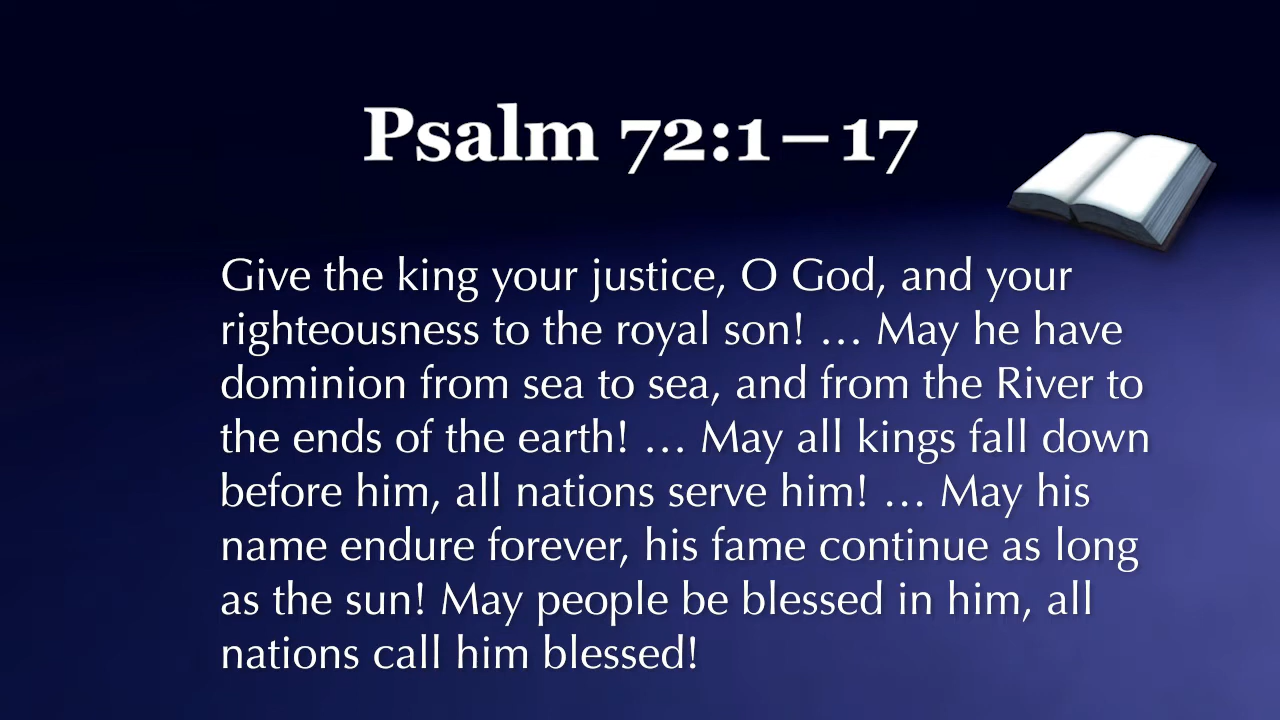 Psalm 72:1–17
Give the king your justice, O God, and your
righteousness to the royal son! … May he have
dominion from sea to sea, and from the River to
the ends of the earth! … May all kings fall down
before him, all nations serve him! … May his
name endure forever, his fame continue as long
as the sun! May people be blessed in him, all
nations call him blessed!